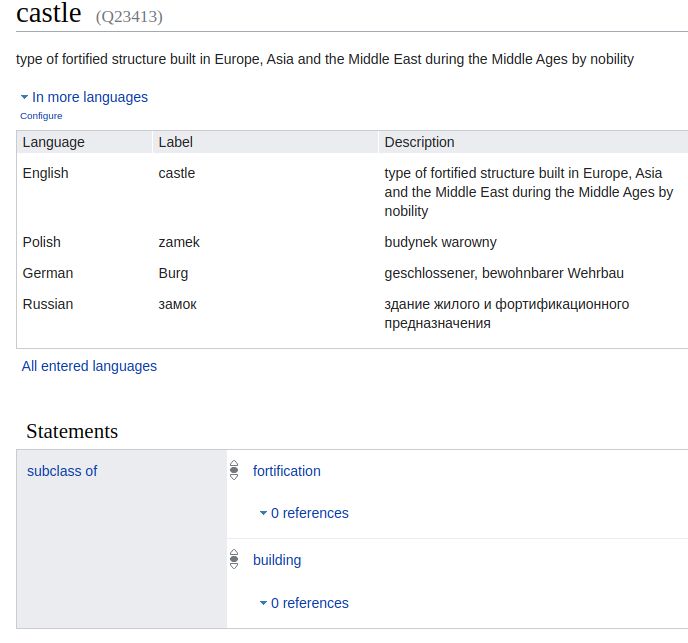 castle (Q23413)
type of fortified structure built in Europe, Asia and the Middle East during the Middle Ages by nobility
In more languages
Configure
Language Label Description
English castle type of fortified structure built in Europe, Asia
and the Middle East during the Middle Ages by
nobility
Polish zamek budynek warowny
German Burg geschlossener, bewohnbarer Wehrbau
Russian замок здание жилого и фортификационного
предназначения
All entered languages
Statements
subclass of fortification
0 references
building
0 references